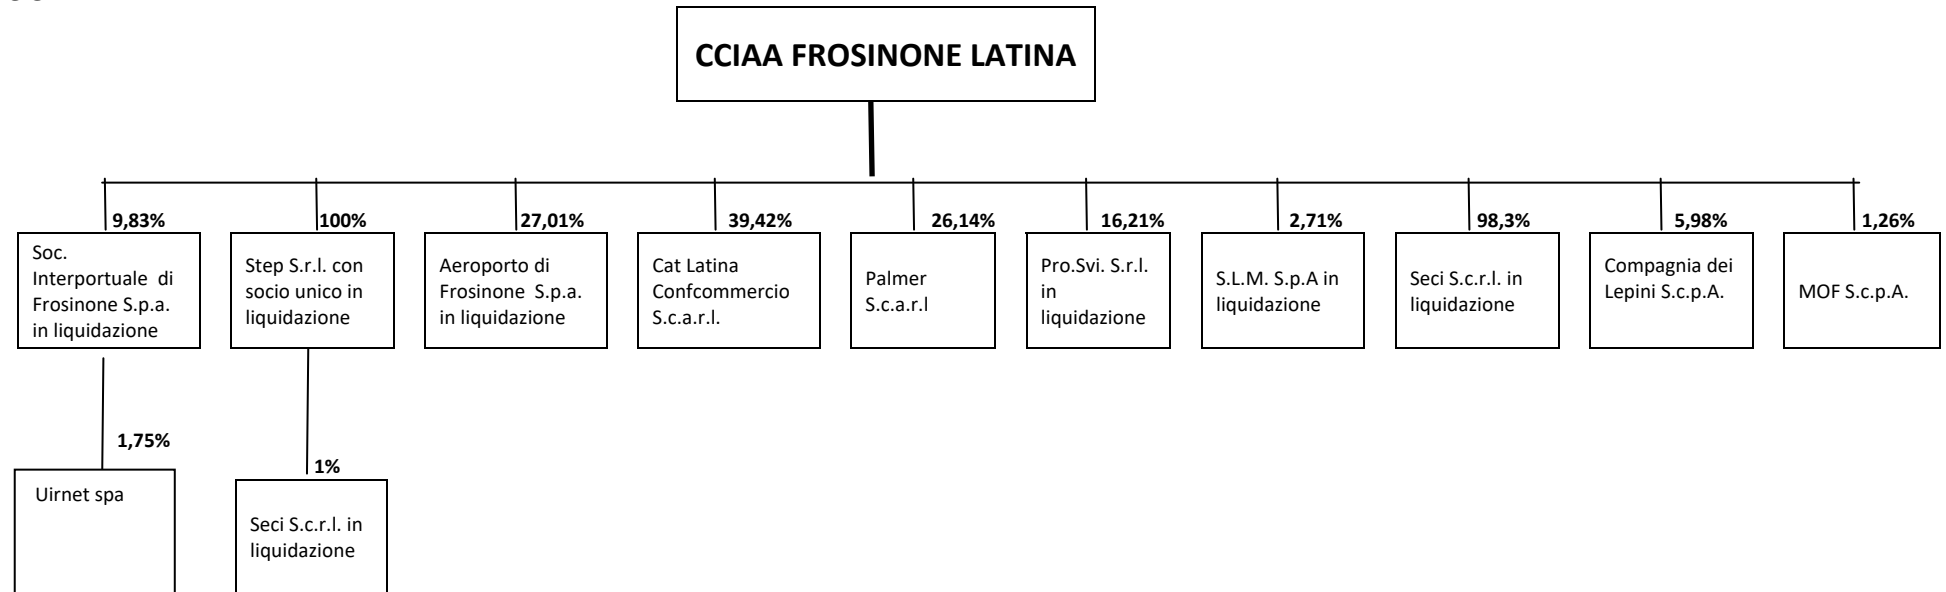 CCIAA FROSINONE LATINA
9,83%
100%
27,01%
39,42%
26,14%
16,21%
2,71%
98,3%
5,98%
1,26%
Soc.
Interportuale di
Frosinone S.p.a.
in liquidazione
Step S.r.l. con
socio unico in
liquidazione
Aeroporto di
Frosinone S.p.a.
in liquidazione
Cat Latina
Confcommercio
S.c.a.r.l.
Palmer
S.c.a.r.l
Pro.Svi. S.r.l.
in
liquidazione
S.L.M. S.p.A in
liquidazione
Seci S.c.r.l. in
liquidazione
Compagnia dei
Lepini S.c.p.A.
MOF S.c.p.A.
1,75%
1%
Uirnet spa
Seci S.c.r.l. in
liquidazione